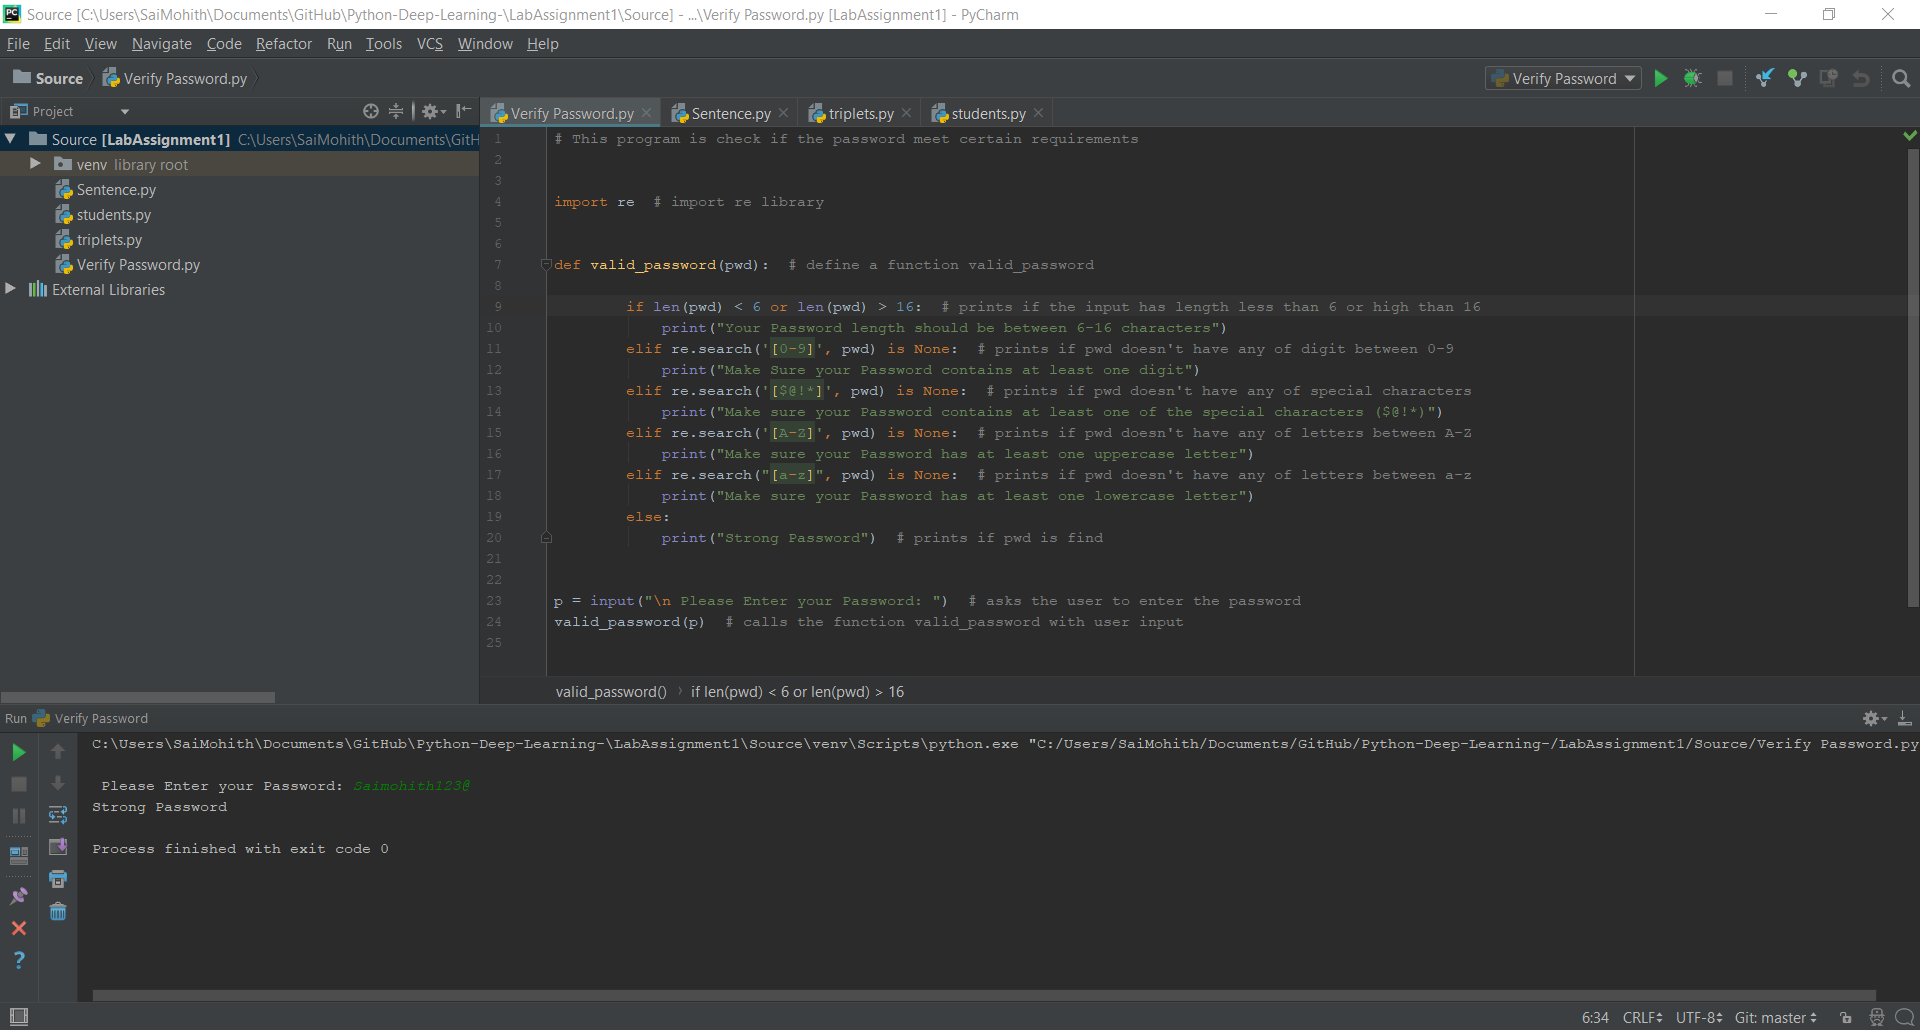 Source [C:\Users\SaiMohith\Documents\GitHub\Python-Deep-Learning-\LabAssignment1\Source] - ...\Verify Password.py [LabAssignment1] - PyCharm
File Edit View Navigate Code Refactor Run Tools VCS Window Help
Source Verify Password.py
Verify Password
Project
Verify Password.py Sentence.py triplets.py students.py
Source [LabAssignment1] C:\Users\SaiMohith\Documents\GitH
venv library root
Sentence.py
students.py
triplets.py
Verify Password.py
External Libraries
1 # This program is check if the password meet certain requirements
2
3
4 import re  # import re library
5
6
7 def valid_password(pwd):  # define a function valid_password
8
9 if len(pwd) < 6 or len(pwd) > 16:  # prints if the input has length less than 6 or high than 16
10 print("Your Password length should be between 6-16 characters")
11 elif re.search('[0-9]', pwd) is None:  # prints if pwd doesn't have any of digit between 0-9
12 print("Make Sure your Password contains at least one digit")
13 elif re.search('[$@!*]', pwd) is None:  # prints if pwd doesn't have any of special characters
14 print("Make sure your Password contains at least one of the special characters ($@!*)")
15 elif re.search('[A-Z]', pwd) is None:  # prints if pwd doesn't have any of letters between A-Z
16 print("Make sure your Password has at least one uppercase letter")
17 elif re.search("[a-z]", pwd) is None:  # prints if pwd doesn't have any of letters between a-z
18 print("Make sure your Password has at least one lowercase letter")
19 else:
20 print("Strong Password")  # prints if pwd is find
21
22
23 p = input("\n Please Enter your Password: ")  # asks the user to enter the password
24 valid_password(p)  # calls the function valid_password with user input
25
valid_password() › if len(pwd) < 6 or len(pwd) > 16
Run Verify Password
C:\Users\SaiMohith\Documents\GitHub\Python-Deep-Learning-\LabAssignment1\Source\venv\Scripts\python.exe "C:/Users/SaiMohith/Documents/GitHub/Python-Deep-Learning-/LabAssignment1/Source/Verify Password.py
Please Enter your Password: Saimohith123@
Strong Password
Process finished with exit code 0
6:34 CRLF UTF-8 Git: master